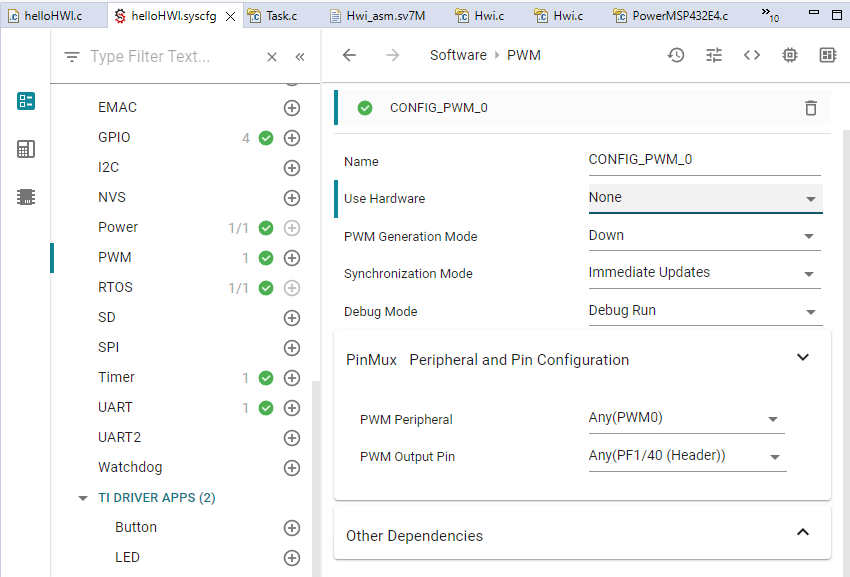 helloHWI.c helloHWI.syscfg Task.c Hwi_asm.sv7M Hwi.c Hwi.c PowerMSP432E4.c »10
Type Filter Text...
Software PWM
CONFIG_PWM_0
EMAC
GPIO 4
I2C
NVS
Power 1/1
PWM 1
RTOS 1/1
SD
SPI
Timer 1
UART 1
UART2
Watchdog
TI DRIVER APPS (2)
Button
LED
Name CONFIG_PWM_0
Use Hardware None
PWM Generation Mode Down
Synchronization Mode Immediate Updates
Debug Mode Debug Run
PinMux Peripheral and Pin Configuration
PWM Peripheral Any(PWM0)
PWM Output Pin Any(PF1/40 (Header))
Other Dependencies